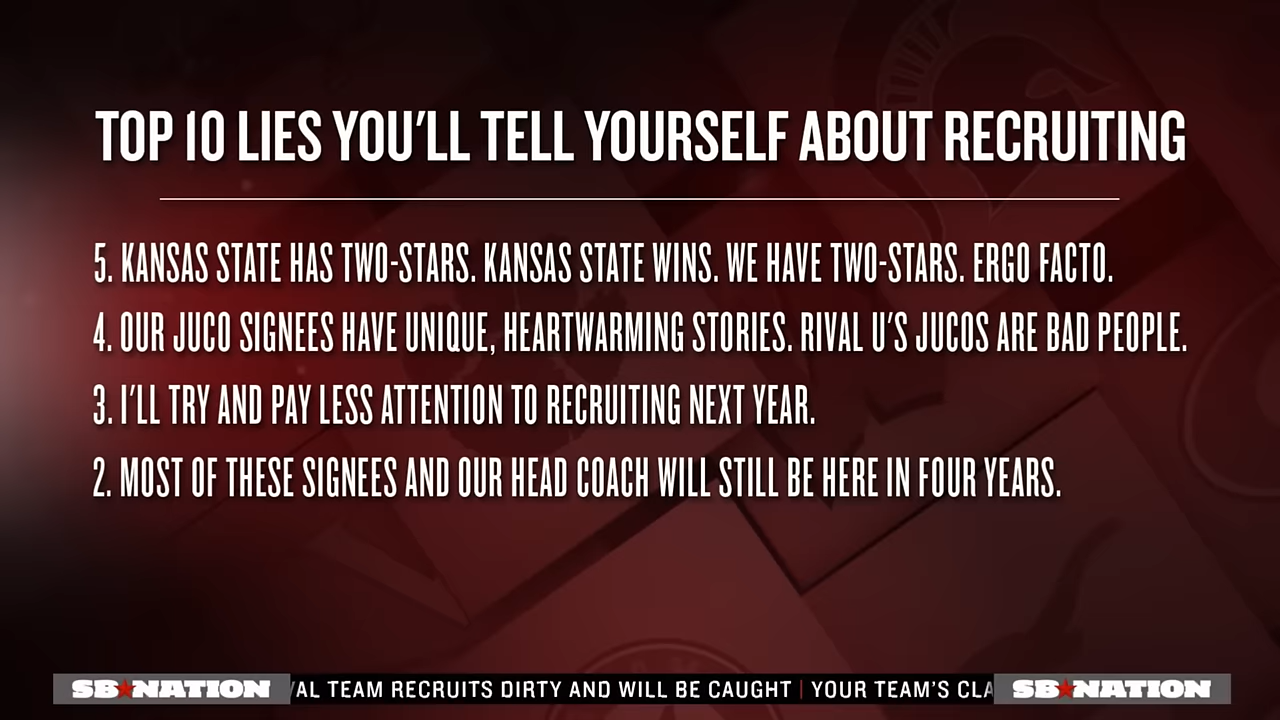 TOP 10 LIES YOU'LL TELL YOURSELF ABOUT RECRUITING
5. KANSAS STATE HAS TWO-STARS. KANSAS STATE WINS. WE HAVE TWO-STARS. ERGO FACTO.
4. OUR JUCO SIGNEES HAVE UNIQUE, HEARTWARMING STORIES. RIVAL U'S JUCOS ARE BAD PEOPLE.
3. I'LL TRY AND PAY LESS ATTENTION TO RECRUITING NEXT YEAR.
2. MOST OF THESE SIGNEES AND OUR HEAD COACH WILL STILL BE HERE IN FOUR YEARS.
SB★NATION VAL TEAM RECRUITS DIRTY AND WILL BE CAUGHT | YOUR TEAM'S CLA SB★NATION